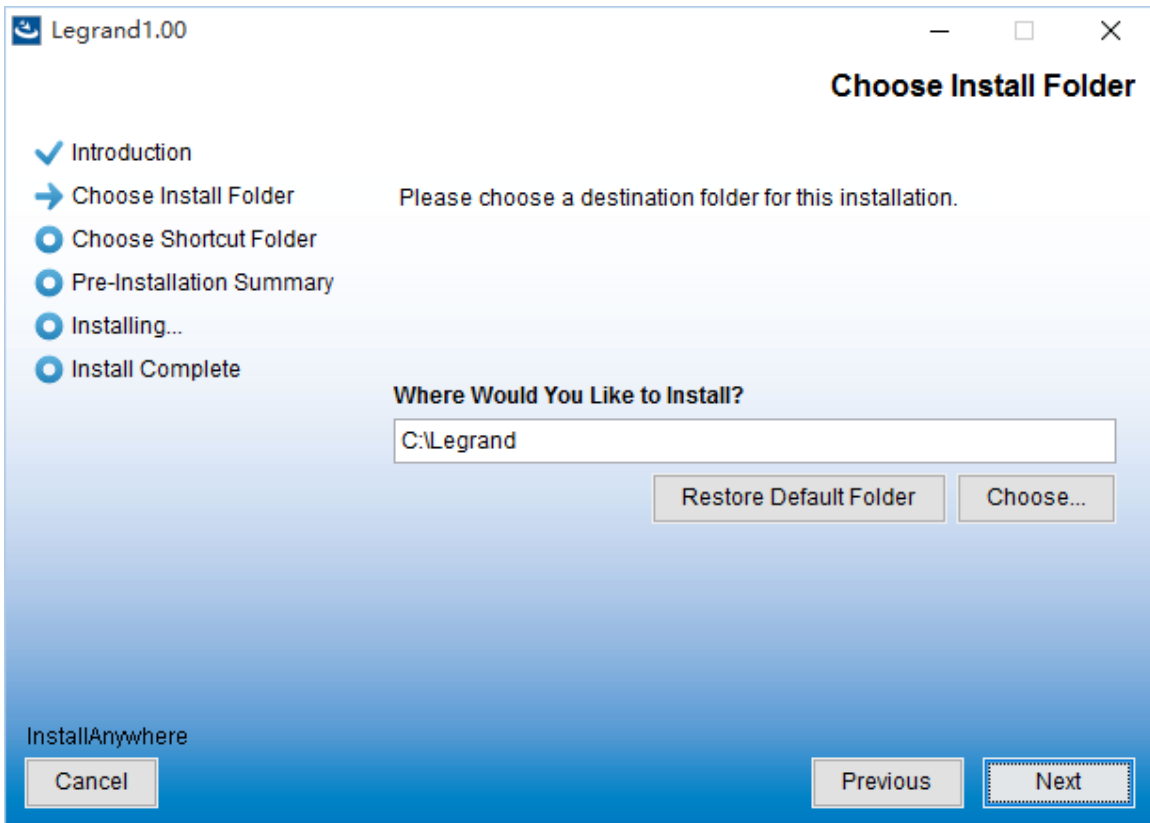 Legrand1.00
Choose Install Folder
Introduction
Choose Install Folder
Choose Shortcut Folder
Pre-Installation Summary
Installing...
Install Complete
Please choose a destination folder for this installation.
Where Would You Like to Install?
C:\Legrand
Restore Default Folder
Choose...
InstallAnywhere
Cancel
Previous
Next